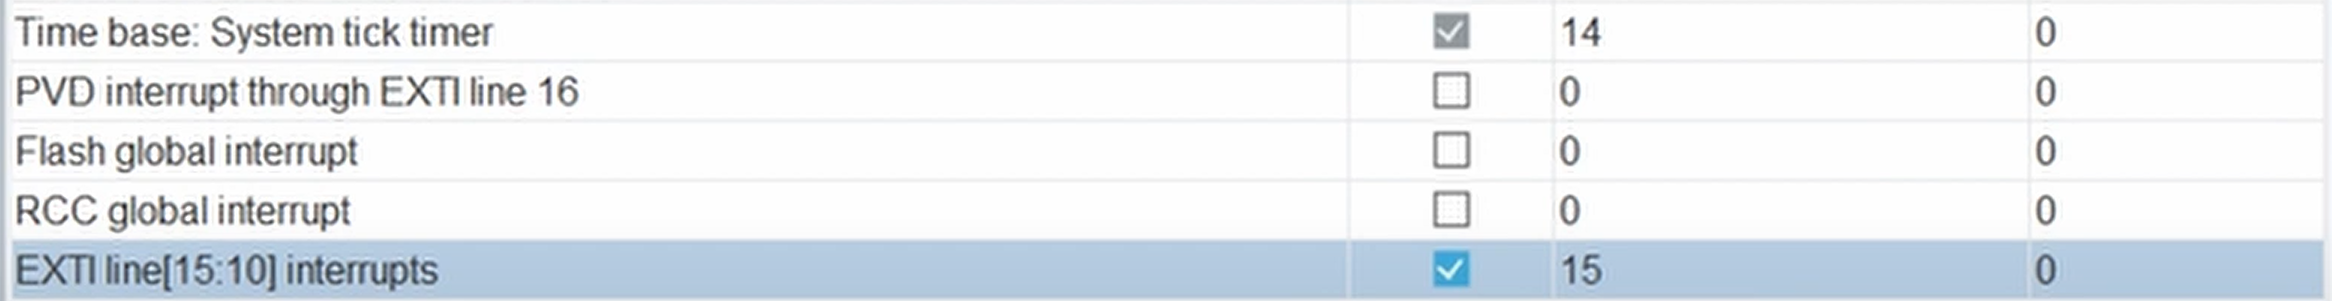 Time base: System tick timer 14 0
PVD interrupt through EXTI line 16 0 0
Flash global interrupt 0 0
RCC global interrupt 0 0
EXTI line[15:10] interrupts 15 0